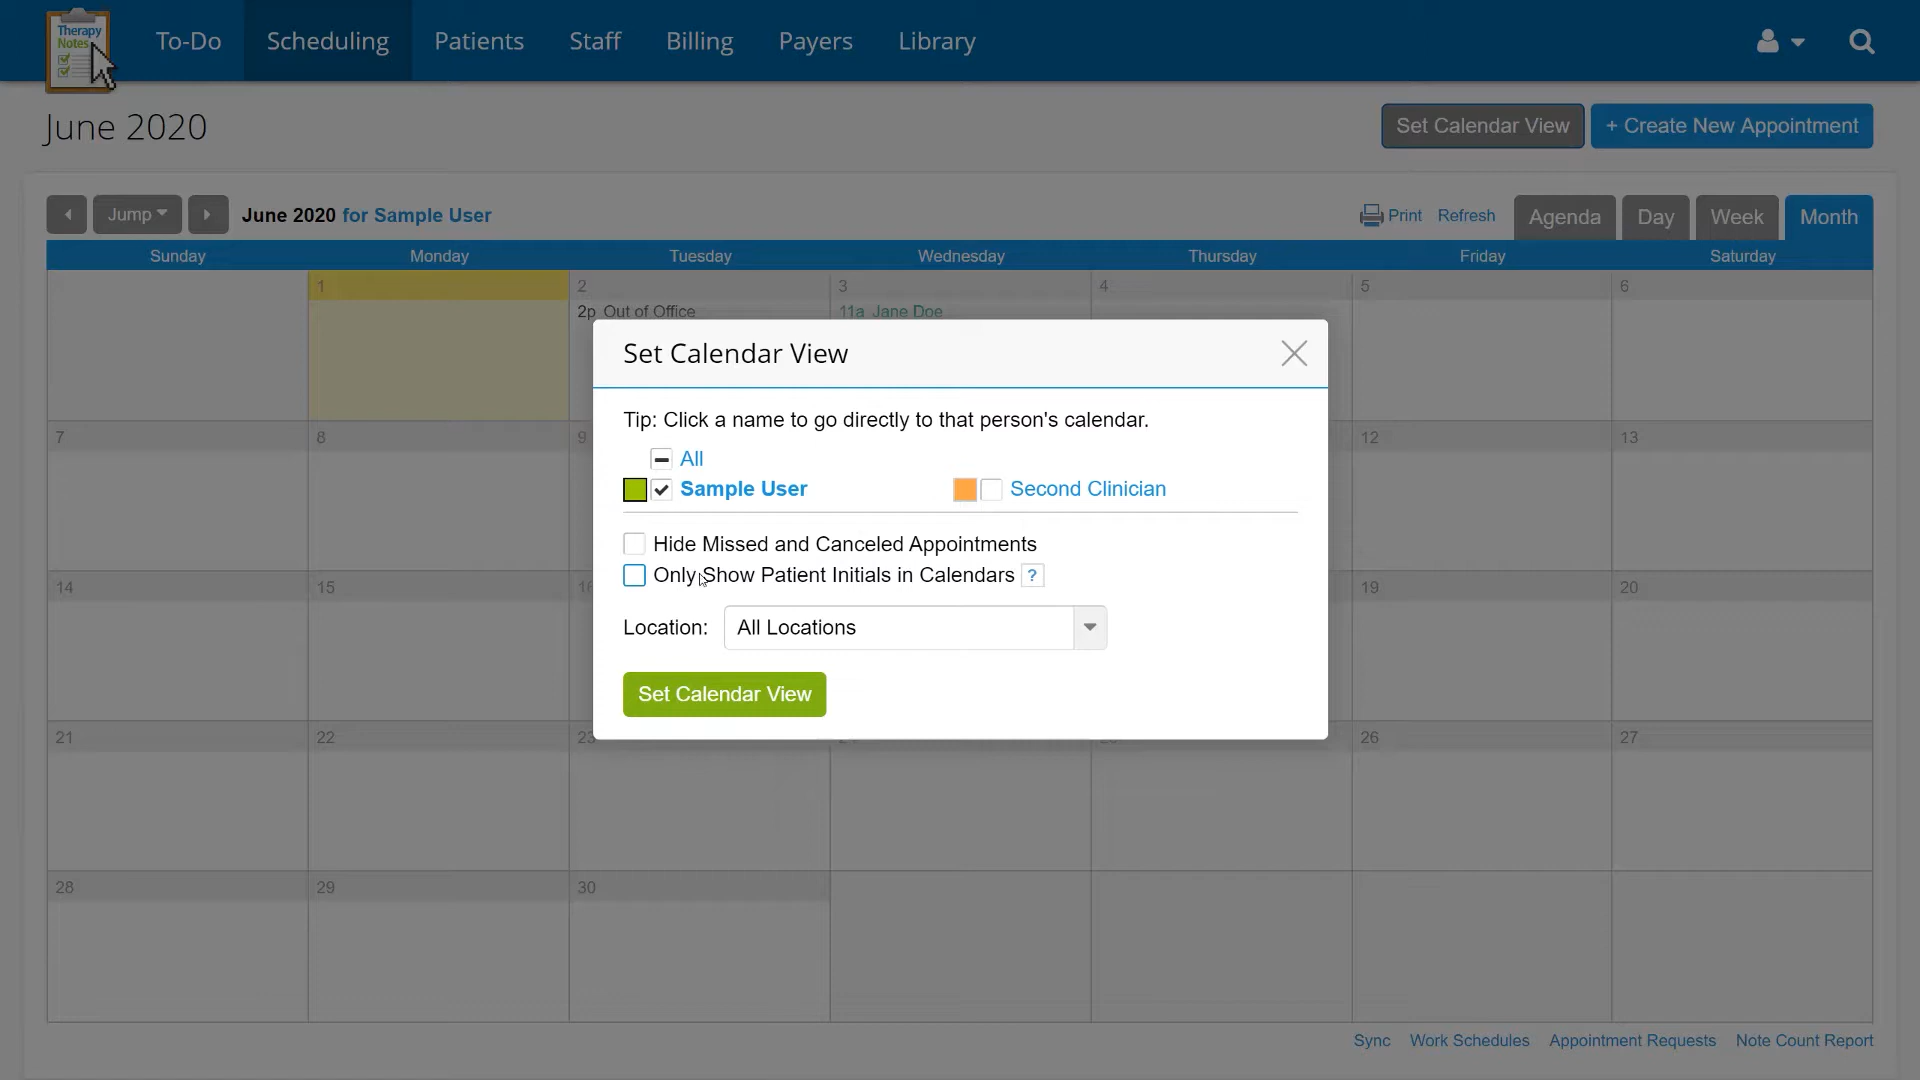 Therapy
Notes
To-Do Scheduling Patients Staff Billing Payers Library
June 2020
Set Calendar View + Create New Appointment
Jump June 2020 for Sample User Print Refresh Agenda Day Week Month
Sunday Monday Tuesday Wednesday Thursday Friday Saturday
1 2 3 4 5 6
2p Out of Office 11a Jane Doe
Set Calendar View
Tip: Click a name to go directly to that person's calendar.
7 8 9 12 13
All
Sample User Second Clinician
Hide Missed and Canceled Appointments
Only Show Patient Initials in Calendars ?
14 15 16 19 20
Location: All Locations
Set Calendar View
21 22 23 26 27
28 29 30
Sync Work Schedules Appointment Requests Note Count Report